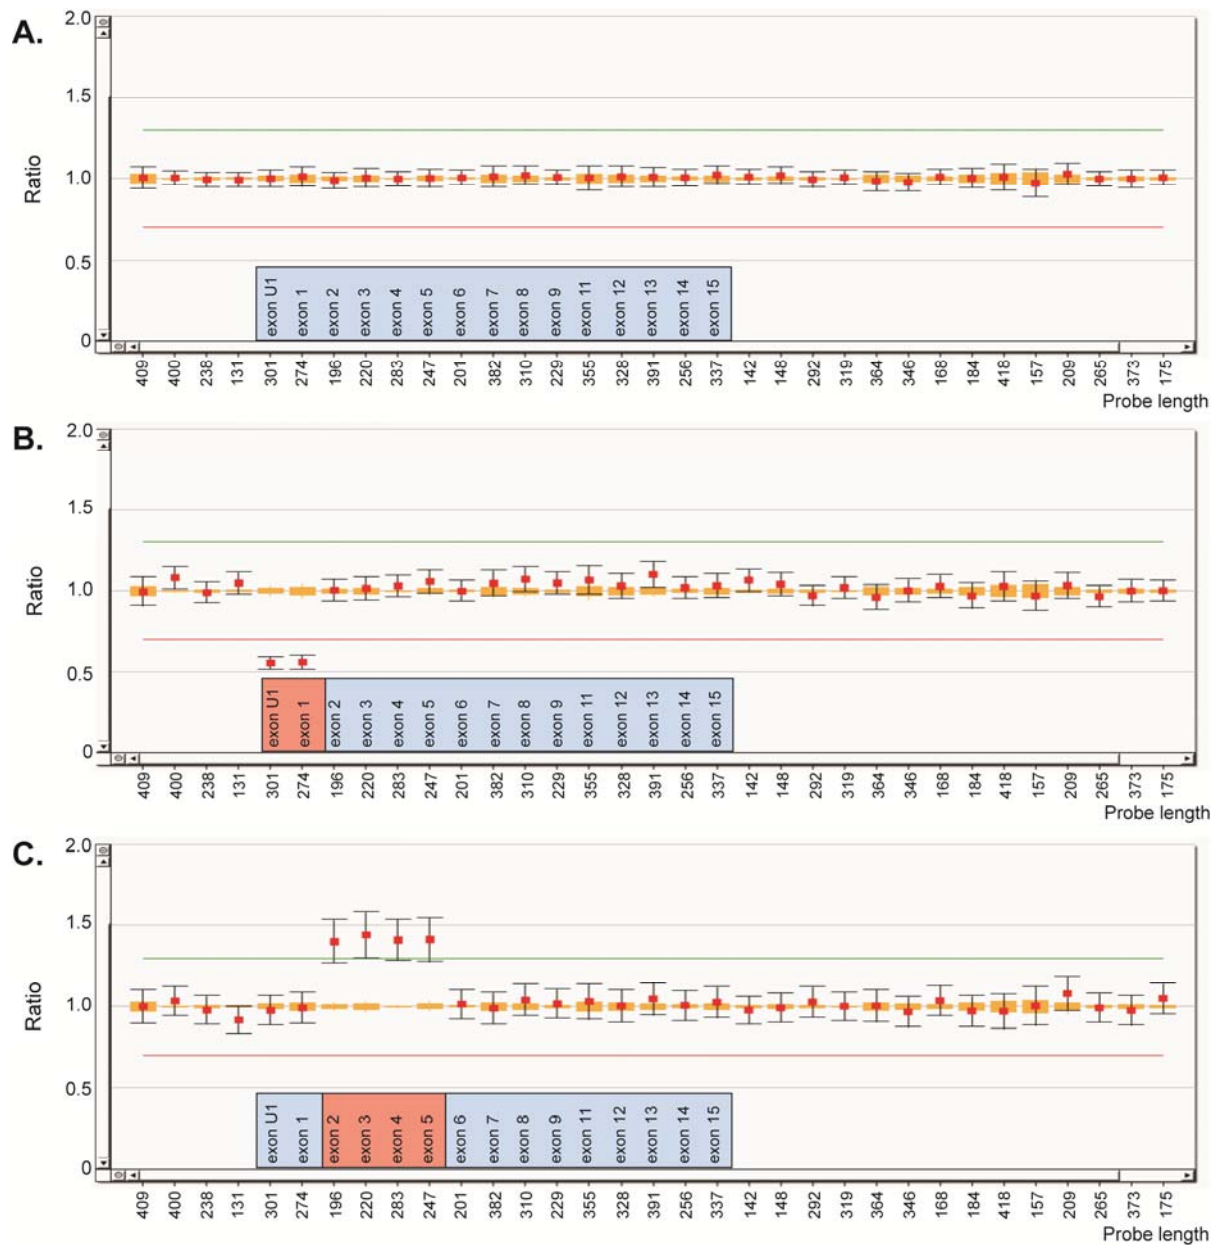 A.
2.0
1.5
1.0
0.5
0
Ratio
exon U1
exon 1
exon 2
exon 3
exon 4
exon 5
exon 6
exon 7
exon 8
exon 9
exon 11
exon 12
exon 13
exon 14
exon 15
409 400 238 131 301 274 196 220 283 247 201 382 310 229 355 328 391 256 337 142 148 292 319 364 346 168 184 418 157 209 265 373 175
Probe length
B.
2.0
1.5
1.0
0.5
0
Ratio
exon U1
exon 1
exon 2
exon 3
exon 4
exon 5
exon 6
exon 7
exon 8
exon 9
exon 11
exon 12
exon 13
exon 14
exon 15
409 400 238 131 301 274 196 220 283 247 201 382 310 229 355 328 391 256 337 142 148 292 319 364 346 168 184 418 157 209 265 373 175
Probe length
C.
2.0
1.5
1.0
0.5
0
Ratio
exon U1
exon 1
exon 2
exon 3
exon 4
exon 5
exon 6
exon 7
exon 8
exon 9
exon 11
exon 12
exon 13
exon 14
exon 15
409 400 238 131 301 274 196 220 283 247 201 382 310 229 355 328 391 256 337 142 148 292 319 364 346 168 184 418 157 209 265 373 175
Probe length